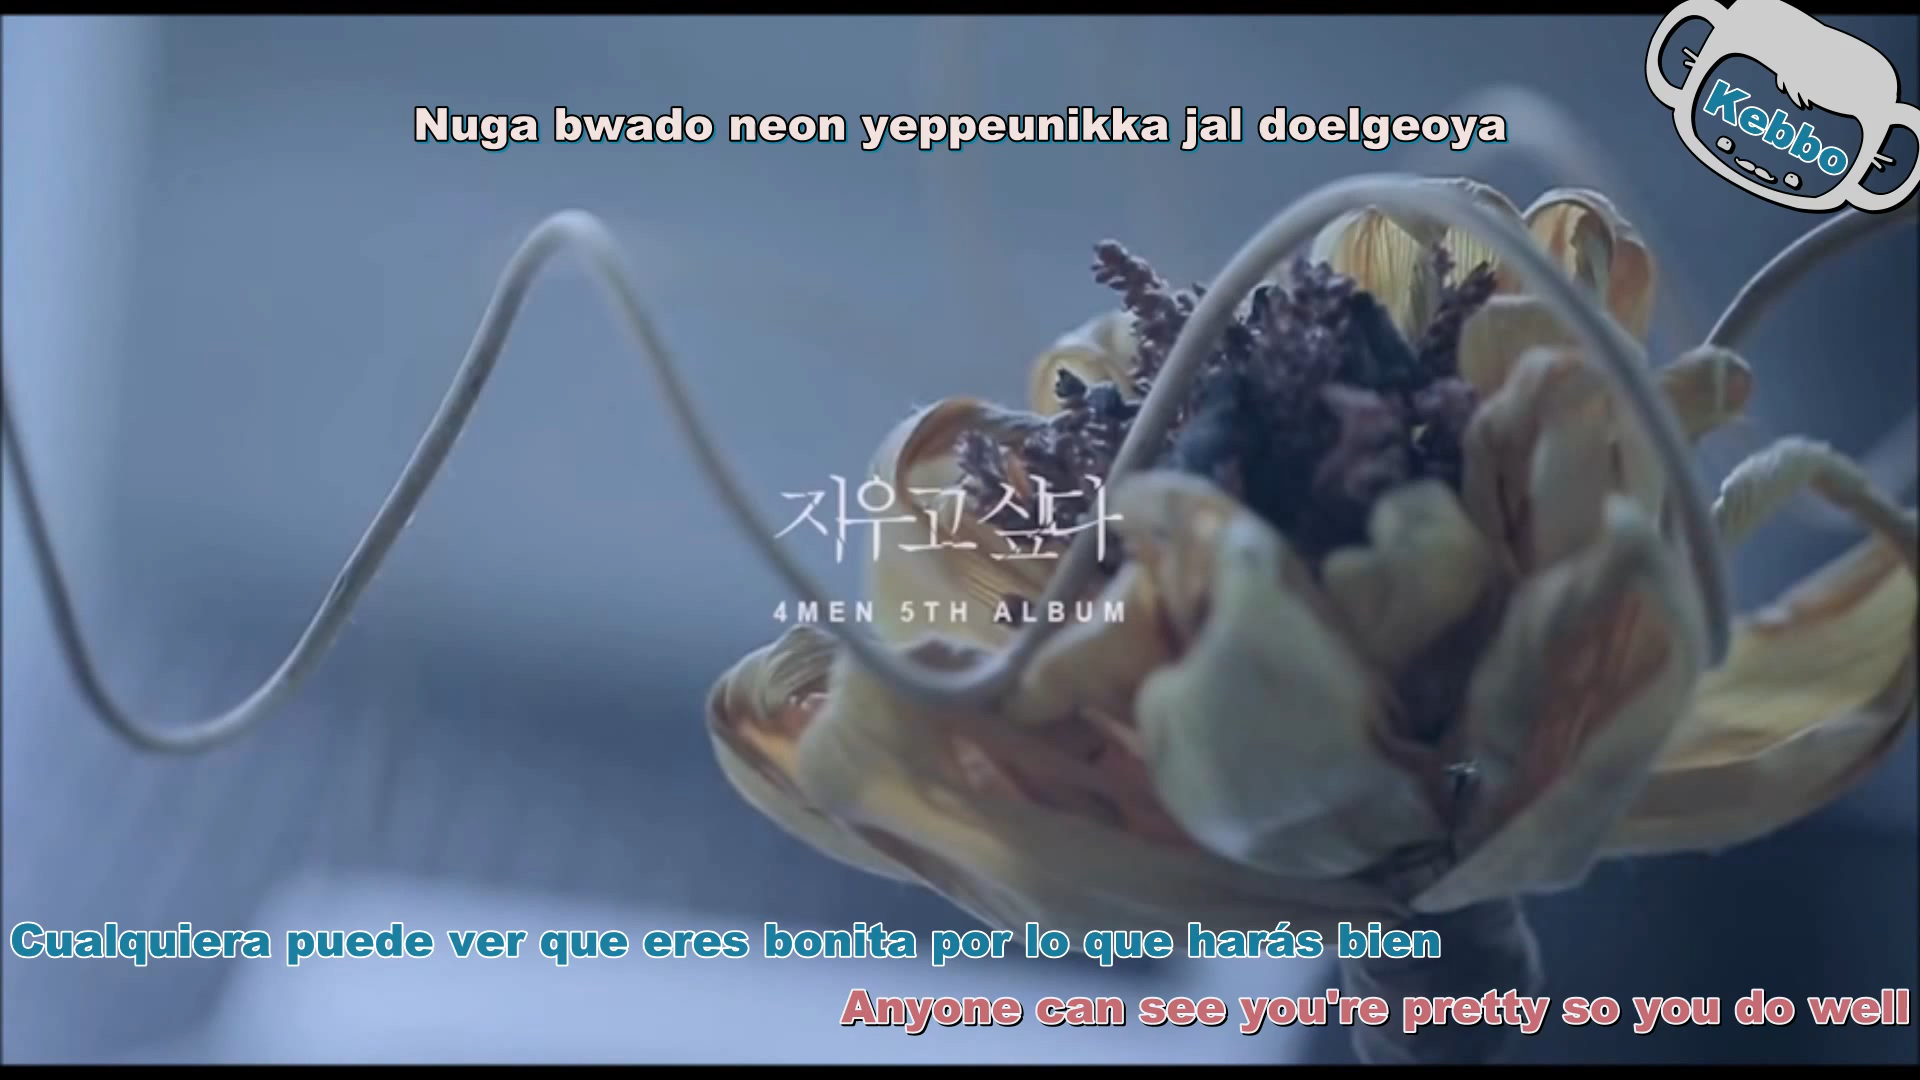 Nuga bwado neon yeppeunikka jal doelgeoya
Kebbo
지우고 싶다
4MEN 5TH ALBUM
Cualquiera puede ver que eres bonita por lo que harás bien
Anyone can see you're pretty so you do well